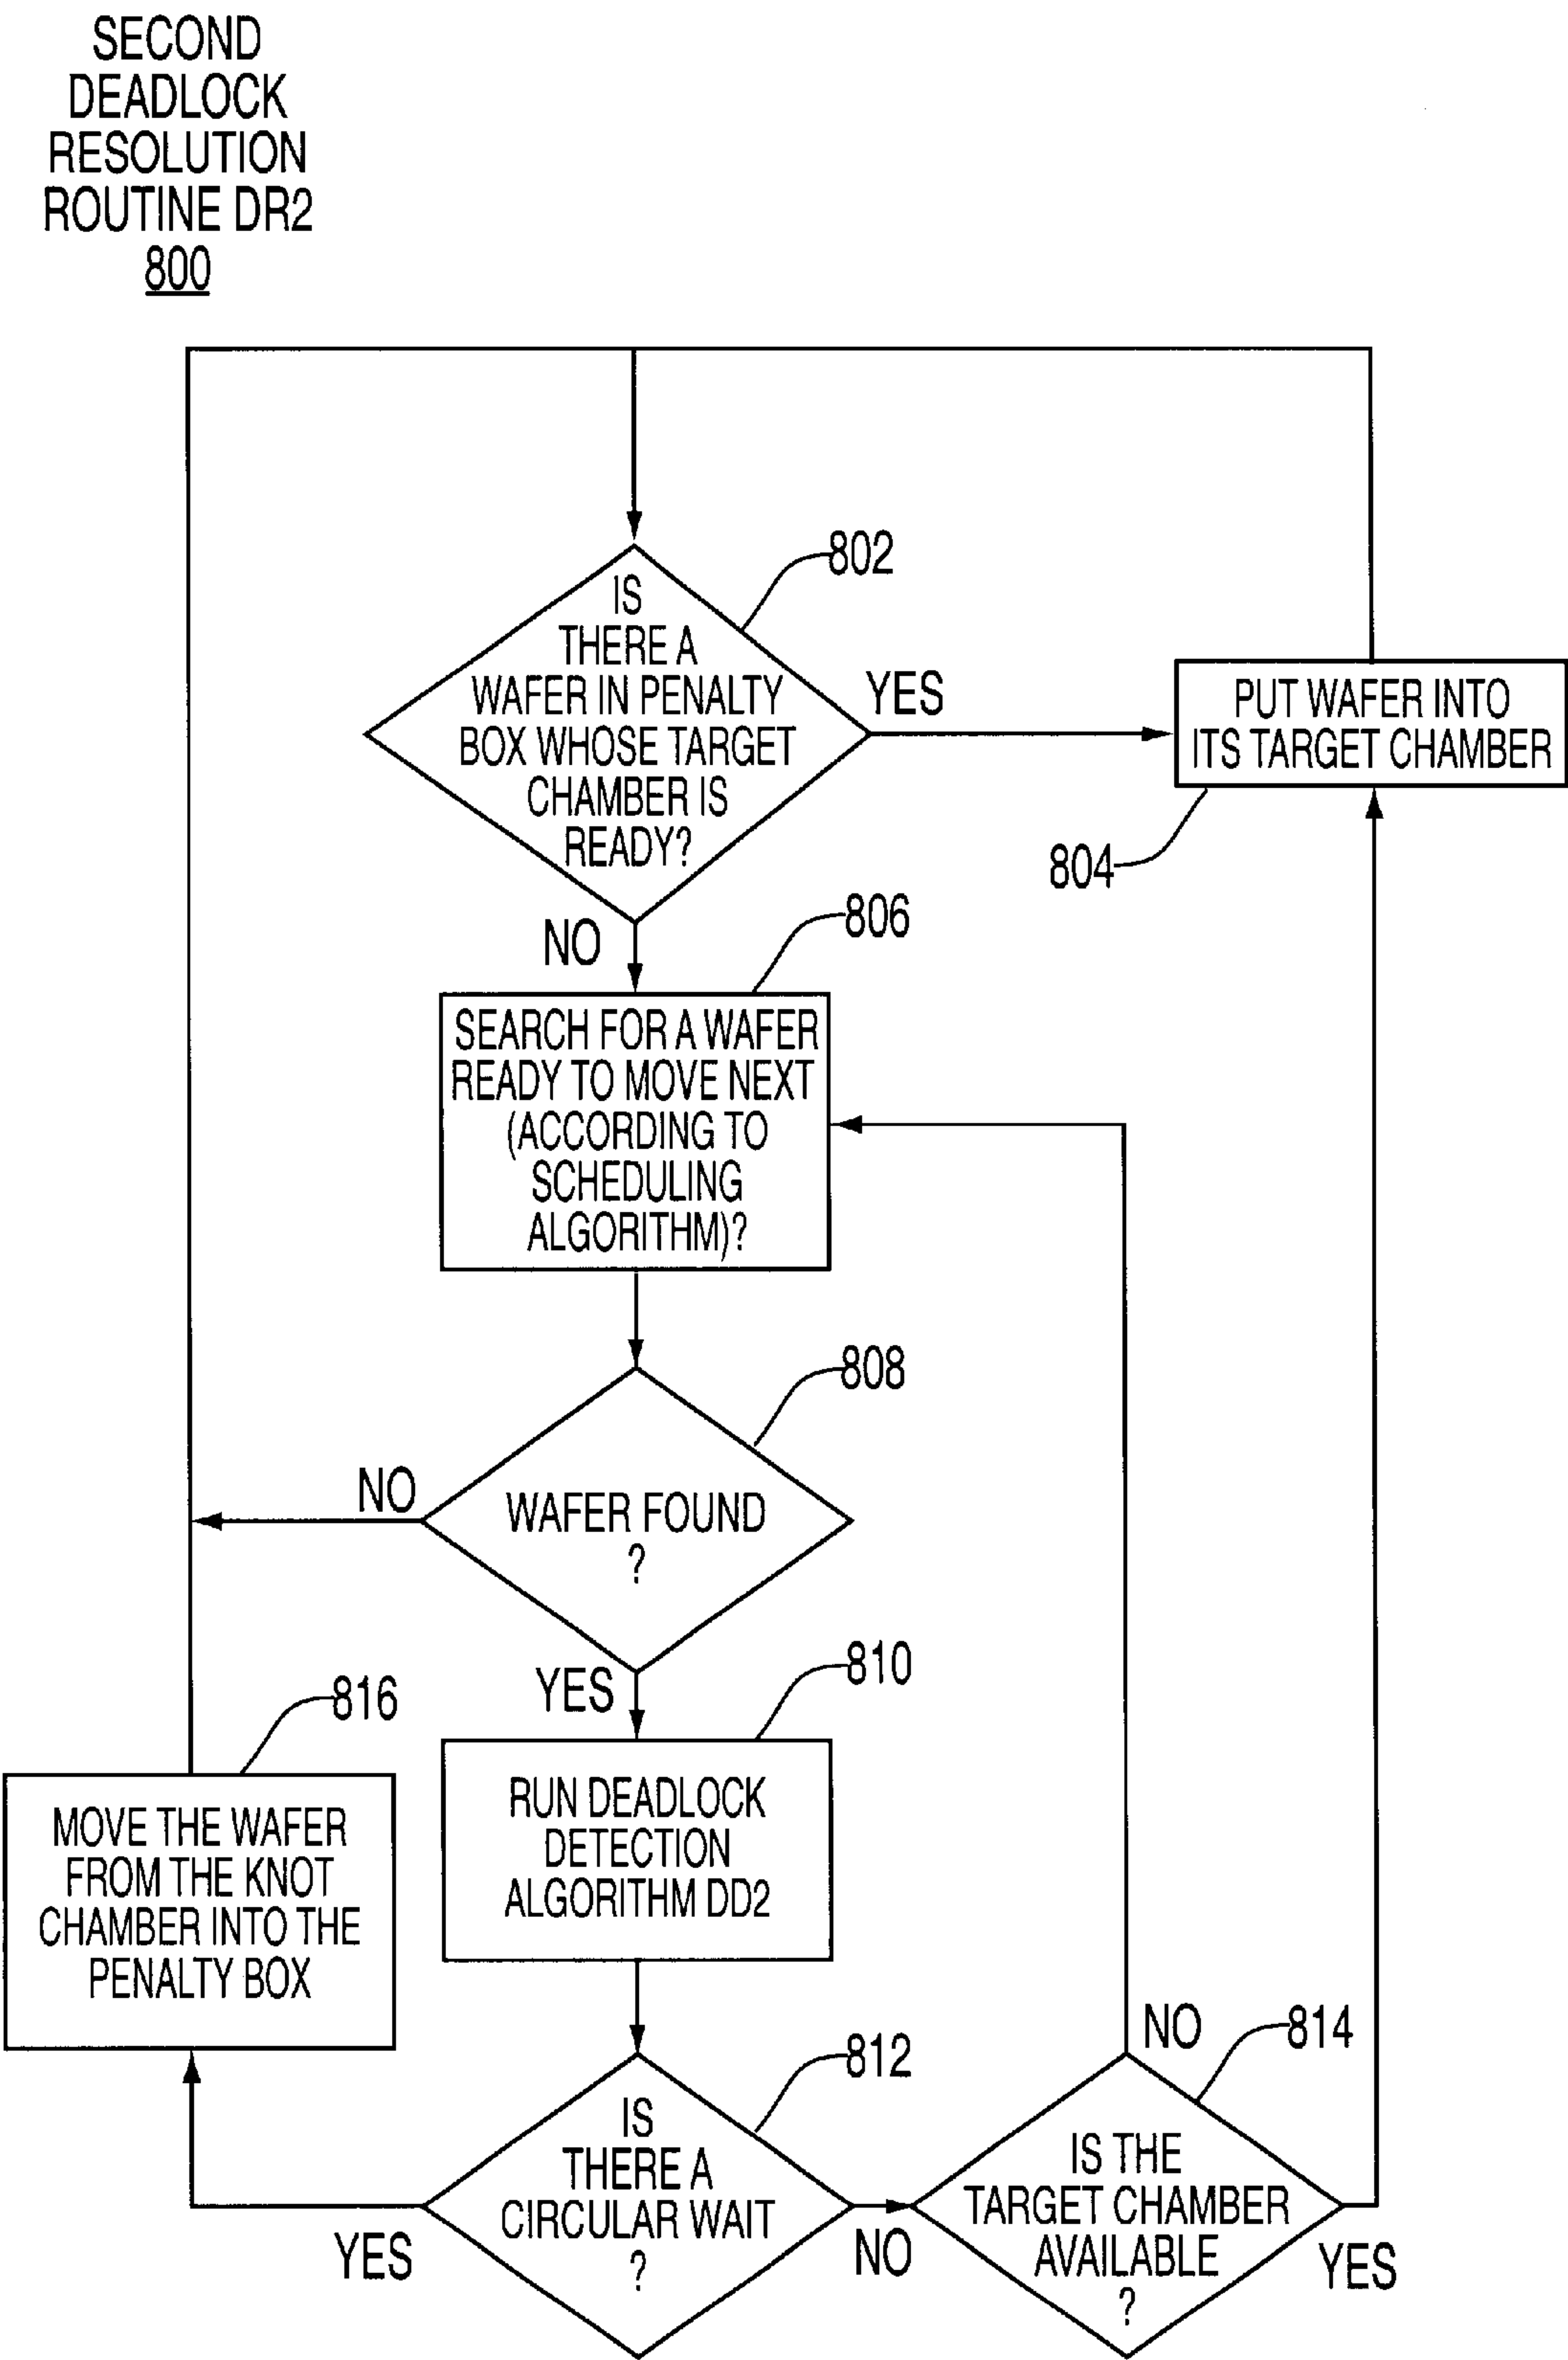 SECOND
DEADLOCK
RESOLUTION
ROUTINE DR2
800
802
IS
THERE A
WAFER IN PENALTY
BOX WHOSE TARGET
CHAMBER IS
READY?
YES
PUT WAFER INTO
ITS TARGET CHAMBER
804
NO
806
SEARCH FOR A WAFER
READY TO MOVE NEXT
(ACCORDING TO
SCHEDULING
ALGORITHM)?
808
NO
WAFER FOUND
?
YES
810
816
RUN DEADLOCK
DETECTION
ALGORITHM DD2
MOVE THE WAFER
FROM THE KNOT
CHAMBER INTO THE
PENALTY BOX
812
IS
THERE A
CIRCULAR WAIT
?
YES
NO
NO
814
IS THE
TARGET CHAMBER
AVAILABLE
?
YES